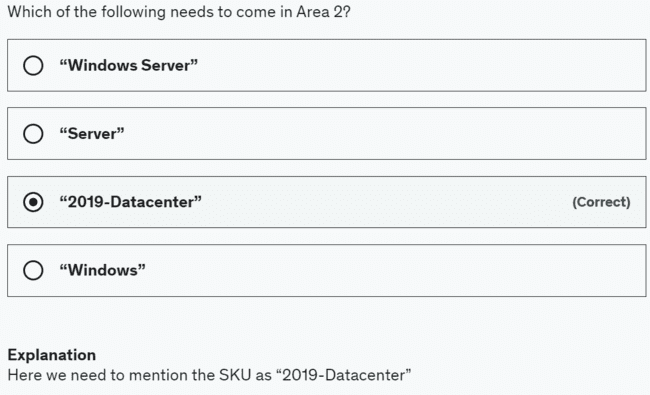 Which of the following needs to come in Area 2?
“Windows Server”
“Server”
“2019-Datacenter” (Correct)
“Windows”
Explanation
Here we need to mention the SKU as “2019-Datacenter”